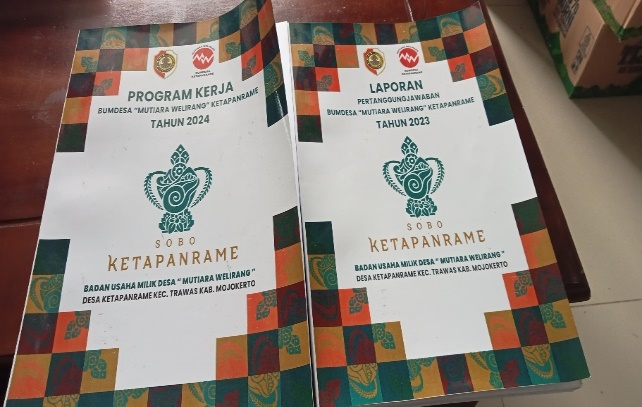 PROGRAM KERJA
BUMDESA "MUTIARA WELIRANG" KETAPANRAME
TAHUN 2024
SOBO
KETAPANRAME
BADAN USAHA MILIK DESA " MUTIARA WELIRANG "
DESA KETAPANRAME KEC. TRAWAS KAB. MOJOKERTO
LAPORAN
PERTANGGUNGJAWABAN
BUMDESA "MUTIARA WELIRANG" KETAPANRAME
TAHUN 2023
SOBO
KETAPANRAME
BADAN USAHA MILIK DESA " MUTIARA WELIRANG "
DESA KETAPANRAME KEC. TRAWAS KAB. MOJOKERTO